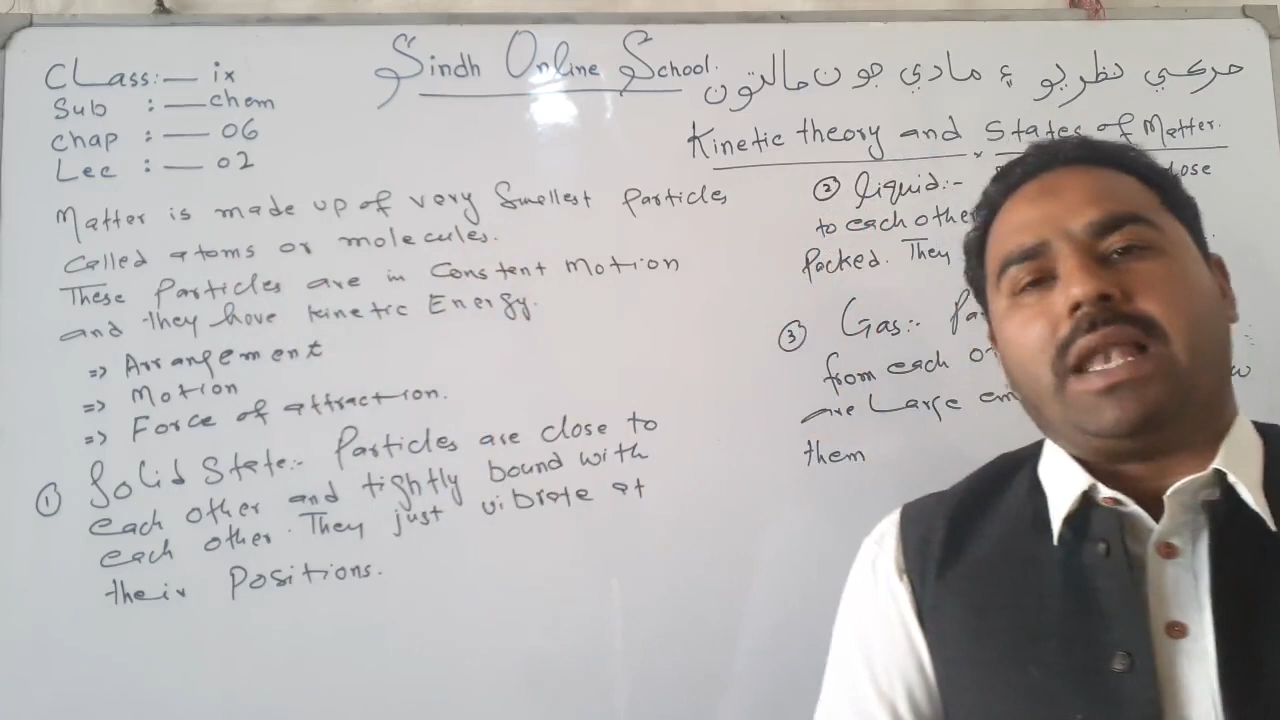 Class:— ix
Sub :— chem
Chap :— 06
Lec :— 02
Sindh Online School.
حرڪي نظريو ۽ مادي جون حالتون
Kinetic theory and States of Matter.
Matter is made up of very Smallest Particles
Called atoms or molecules.
These Particles are in Constent Motion
and they have kinetic Energy.
=> Arrangement
=> Motion
=> Force of attraction.
① Solid State:- Particles are close to
each other and tightly bound with
each other. They just vibrate at
their Positions.
② liquid:-
to each other
Packed. They
③ Gas:-
from each
are Large
them